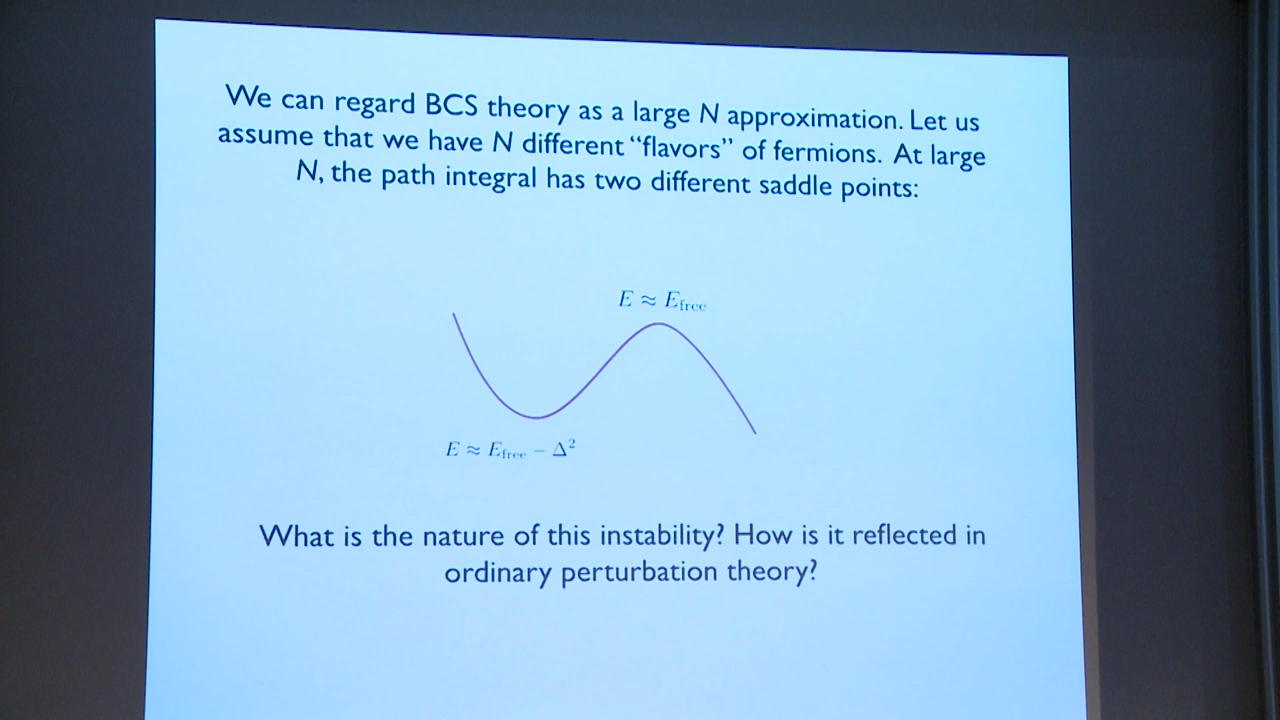 We can regard BCS theory as a large N approximation. Let us
assume that we have N different “flavors” of fermions. At large
N, the path integral has two different saddle points:
E ≈ E_free
E ≈ E_free − Δ²
What is the nature of this instability? How is it reflected in
ordinary perturbation theory?